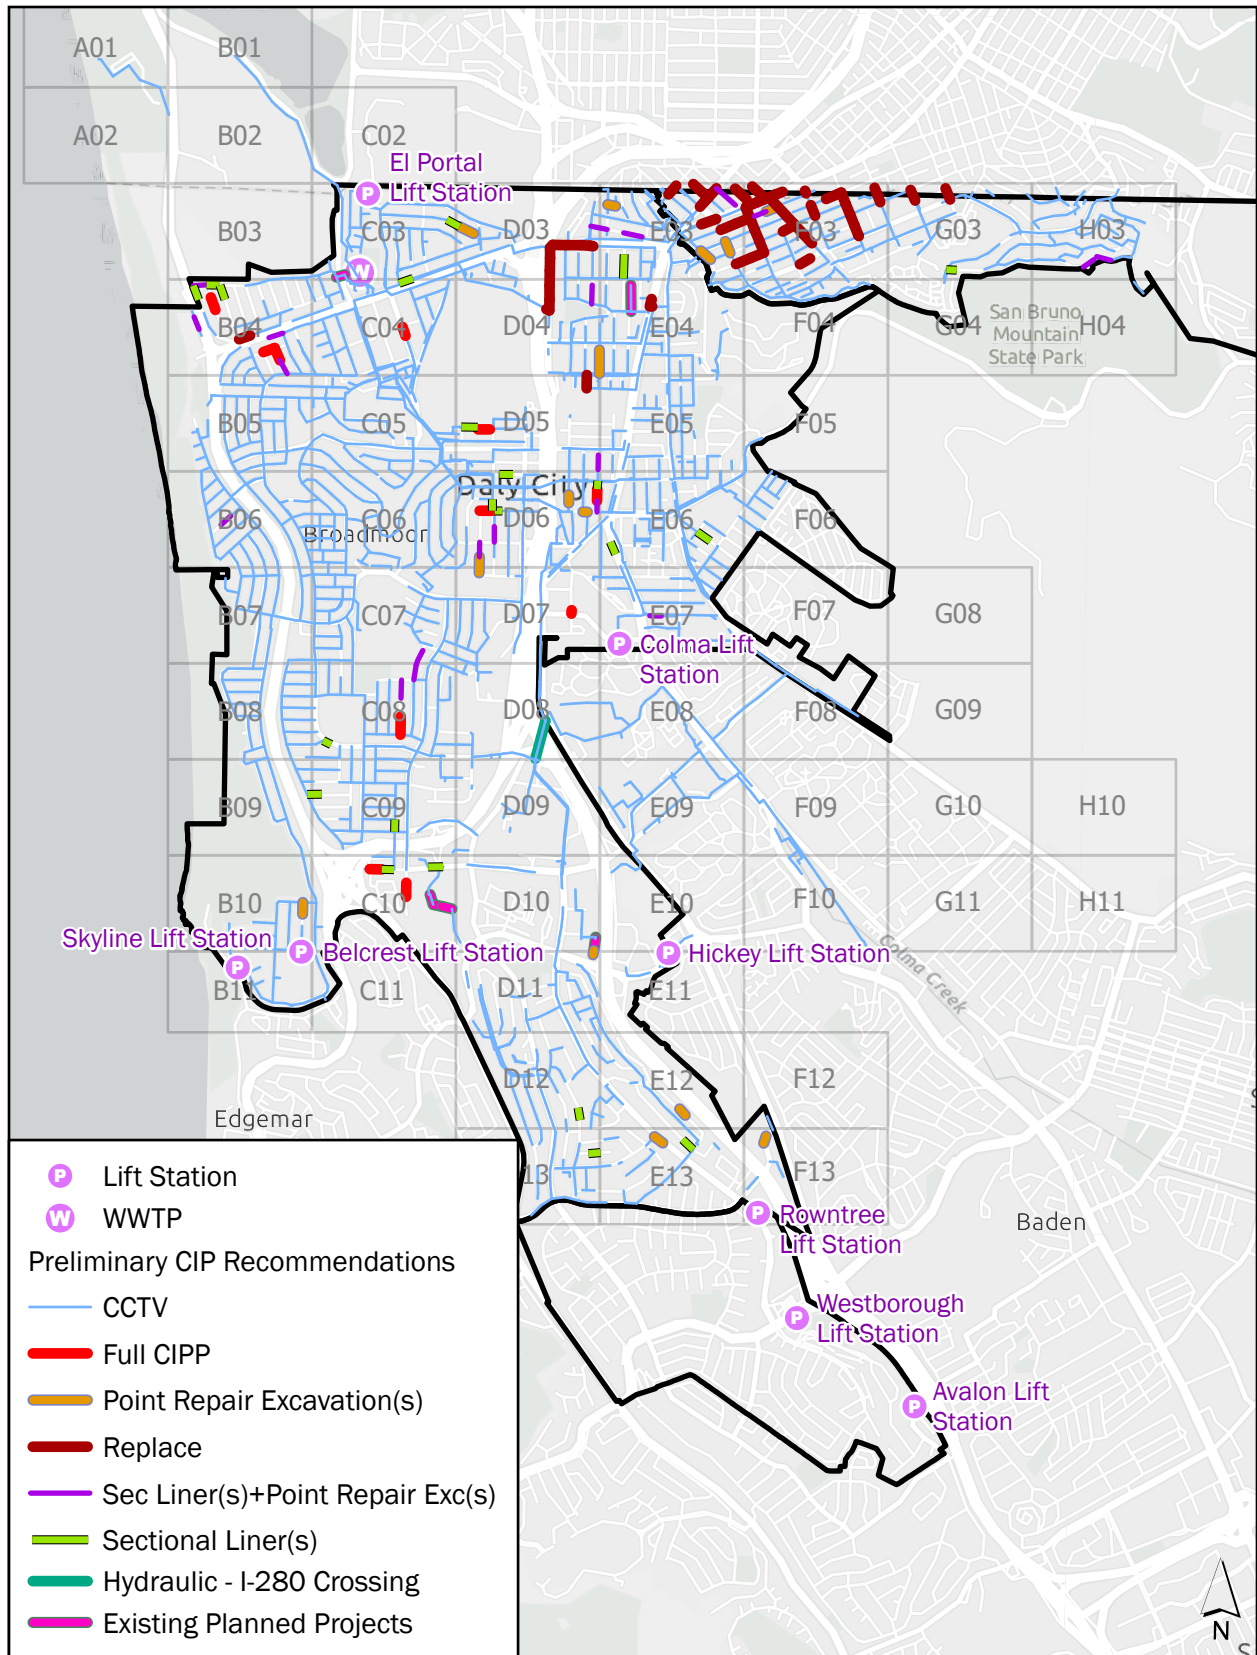 A01
B01
A02
B02
C02
El Portal
Lift Station
B03
C03
D03
E03
F03
G03
H03
W
B04
C04
D04
E04
F04
G04
H04
San Bruno
Mountain
State Park
B05
C05
D05
E05
F05
Daly City
B06
Broadmoor
C06
D06
E06
F06
B07
C07
D07
E07
F07
G08
P
Colma Lift
Station
B08
C08
D08
E08
F08
G09
B09
C09
D09
E09
F09
G10
H10
B10
C10
D10
E10
F10
G11
H11
Skyline Lift Station
P
P
Belcrest Lift Station
P
Hickey Lift Station
Colma Creek
B11
C11
D11
E11
D12
E12
F12
Edgemar
13
E13
F13
P
Rowntree
Lift Station
Baden
P
Westborough
Lift Station
P
Avalon Lift
Station
P
P Lift Station
W WWTP
Preliminary CIP Recommendations
CCTV
Full CIPP
Point Repair Excavation(s)
Replace
Sec Liner(s)+Point Repair Exc(s)
Sectional Liner(s)
Hydraulic - I-280 Crossing
Existing Planned Projects
N